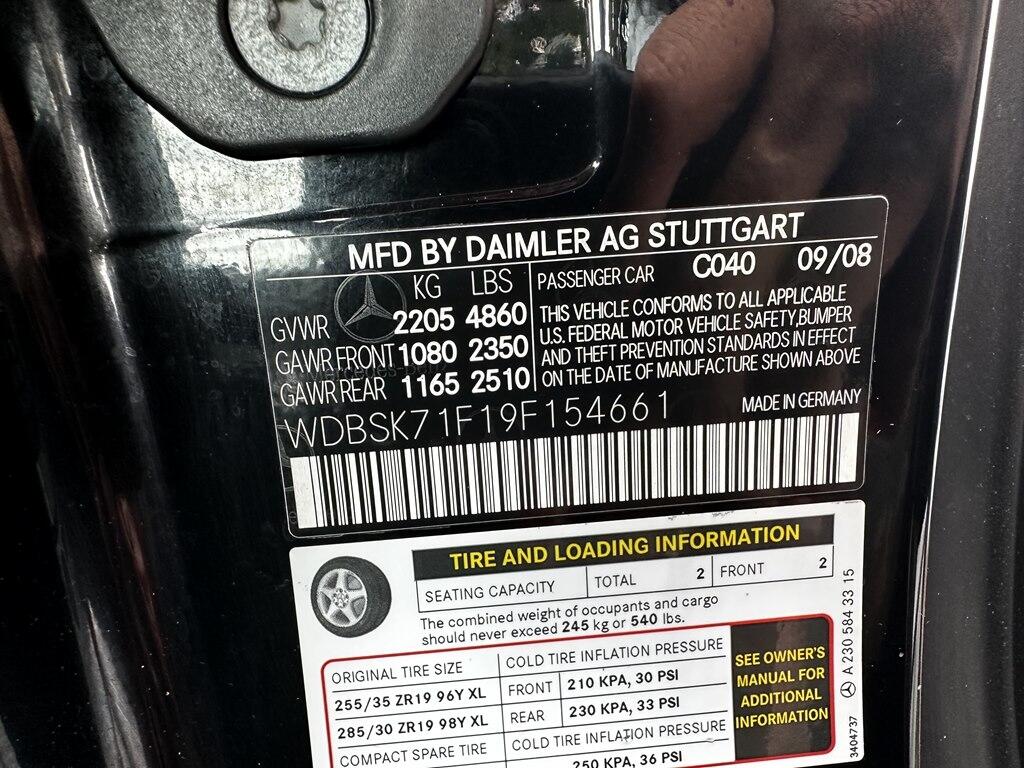 MFD BY DAIMLER AG STUTTGART
KG LBS
GVWR 2205 4860
GAWR FRONT 1080 2350
GAWR REAR 1165 2510
PASSENGER CAR C040 09/08
THIS VEHICLE CONFORMS TO ALL APPLICABLE
U.S. FEDERAL MOTOR VEHICLE SAFETY,BUMPER
AND THEFT PREVENTION STANDARDS IN EFFECT
ON THE DATE OF MANUFACTURE SHOWN ABOVE
WDBSK71F19F154661
MADE IN GERMANY
TIRE AND LOADING INFORMATION
SEATING CAPACITY TOTAL 2 FRONT 2
The combined weight of occupants and cargo
should never exceed 245 kg or 540 lbs.
ORIGINAL TIRE SIZE COLD TIRE INFLATION PRESSURE
255/35 ZR19 96Y XL FRONT 210 KPA, 30 PSI
285/30 ZR19 98Y XL REAR 230 KPA, 33 PSI
COMPACT SPARE TIRE COLD TIRE INFLATION PRESSURE
250 KPA, 36 PSI
SEE OWNER'S
MANUAL FOR
ADDITIONAL
INFORMATION
A 230 584 33 15
3404737